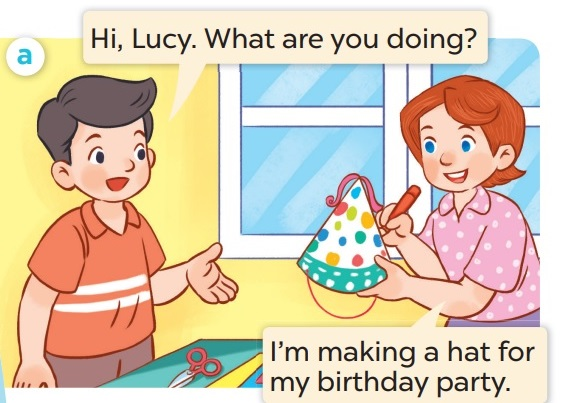 a
Hi, Lucy. What are you doing?
I'm making a hat for
my birthday party.